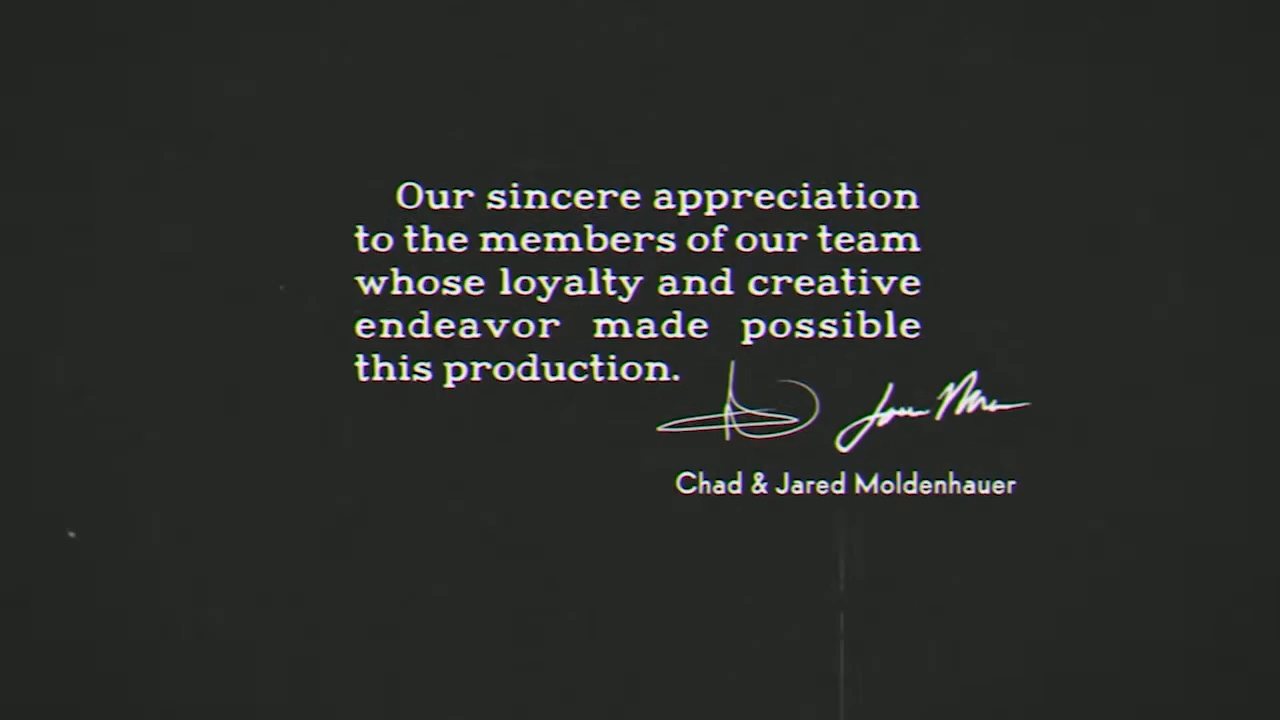 Our sincere appreciation
to the members of our team
whose loyalty and creative
endeavor made possible
this production.
Chad & Jared Moldenhauer